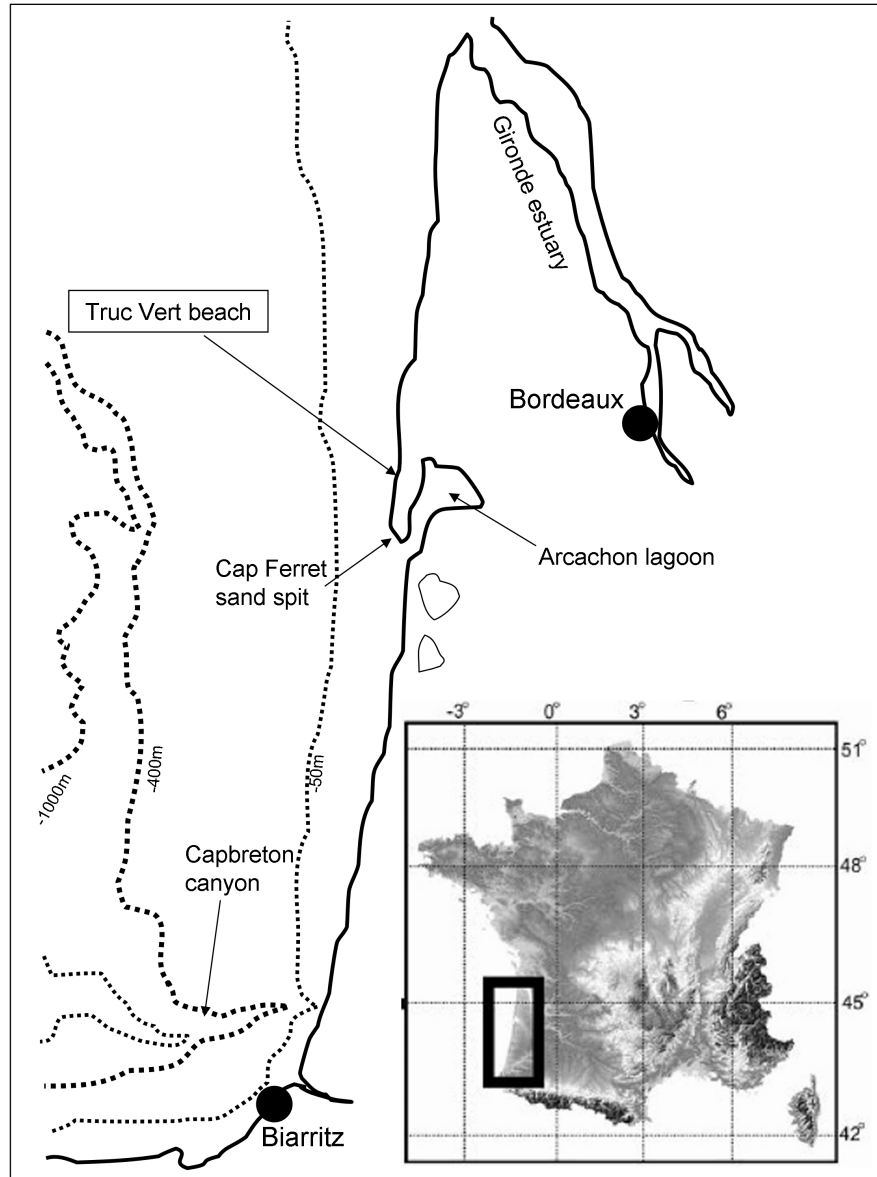 Gironde estuary
Truc Vert beach
Bordeaux
Cap Ferret
sand spit
Arcachon lagoon
-1000m
-400m
-50m
Capbreton
canyon
Biarritz
-3° 0° 3° 6°
51°
48°
45°
42°